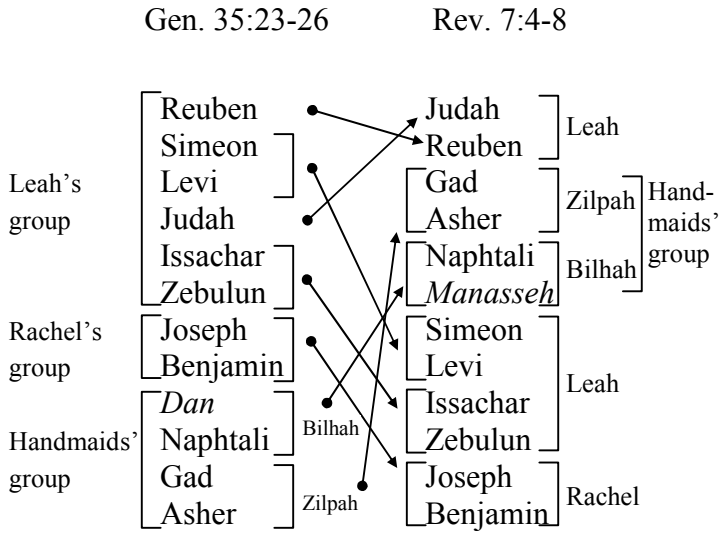 Gen. 35:23-26
Rev. 7:4-8
Leah's
group
Rachel's
group
Handmaids'
group
Reuben
Simeon
Levi
Judah
Issachar
Zebulun
Joseph
Benjamin
Dan
Naphtali
Gad
Asher
Bilhah
Zilpah
Judah
Reuben
Gad
Asher
Naphtali
Manasseh
Simeon
Levi
Issachar
Zebulun
Joseph
Benjamin
Leah
Zilpah
Bilhah
Hand-
maids'
group
Leah
Rachel